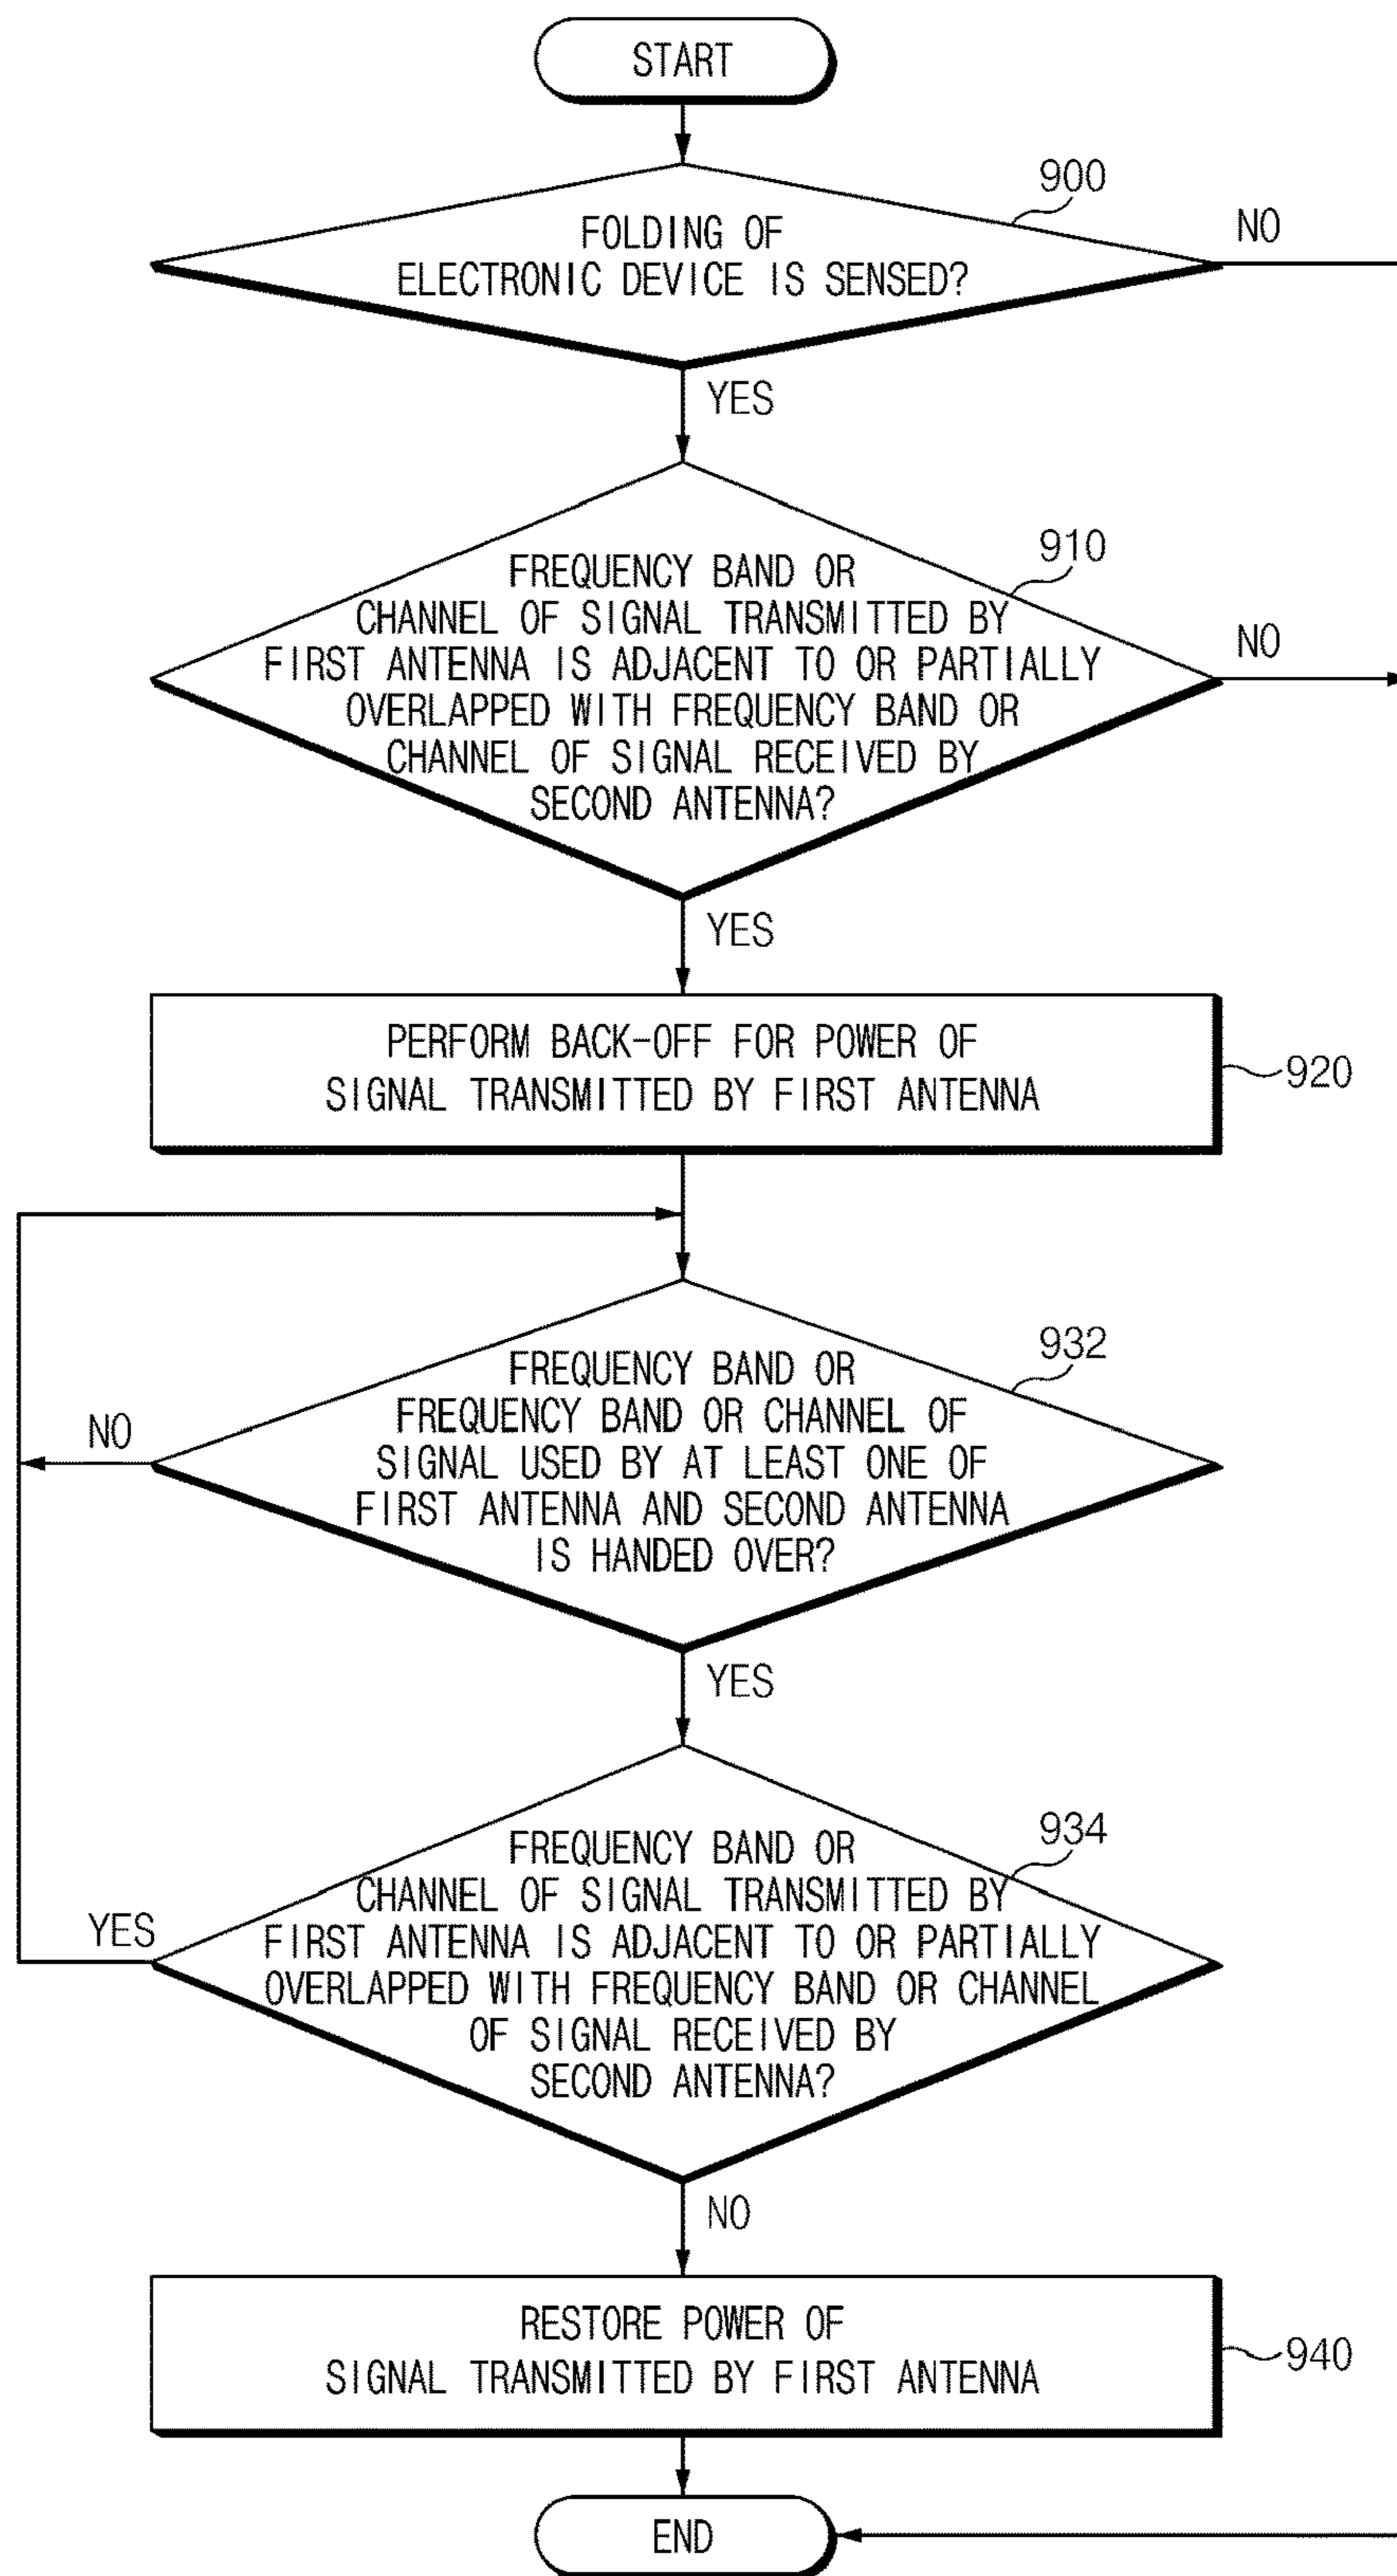 START
900
FOLDING OF
ELECTRONIC DEVICE IS SENSED?
NO
YES
910
FREQUENCY BAND OR
CHANNEL OF SIGNAL TRANSMITTED BY
FIRST ANTENNA IS ADJACENT TO OR PARTIALLY
OVERLAPPED WITH FREQUENCY BAND OR
CHANNEL OF SIGNAL RECEIVED BY
SECOND ANTENNA?
NO
YES
PERFORM BACK-OFF FOR POWER OF
SIGNAL TRANSMITTED BY FIRST ANTENNA
920
932
FREQUENCY BAND OR
FREQUENCY BAND OR CHANNEL OF
SIGNAL USED BY AT LEAST ONE OF
FIRST ANTENNA AND SECOND ANTENNA
IS HANDED OVER?
NO
YES
934
FREQUENCY BAND OR
CHANNEL OF SIGNAL TRANSMITTED BY
FIRST ANTENNA IS ADJACENT TO OR PARTIALLY
OVERLAPPED WITH FREQUENCY BAND OR CHANNEL
OF SIGNAL RECEIVED BY
SECOND ANTENNA?
YES
NO
RESTORE POWER OF
SIGNAL TRANSMITTED BY FIRST ANTENNA
940
END